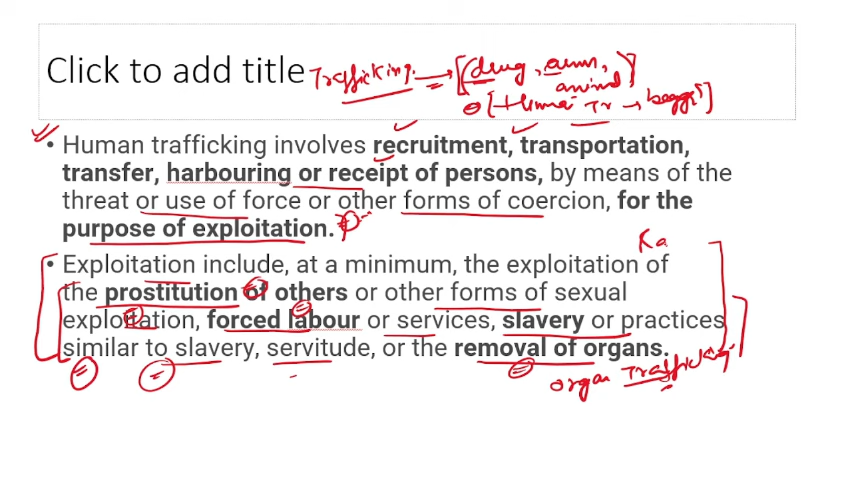 Click to add title Trafficking → [(drug, arms,
animal)
[Human Tr → beggi]
• Human trafficking involves recruitment, transportation,
transfer, harbouring or receipt of persons, by means of the
threat or use of force or other forms of coercion, for the
purpose of exploitation.
Ka
• Exploitation include, at a minimum, the exploitation of
the prostitution of others or other forms of sexual
exploitation, forced labour or services, slavery or practices
similar to slavery, servitude, or the removal of organs.
organ Trafficking